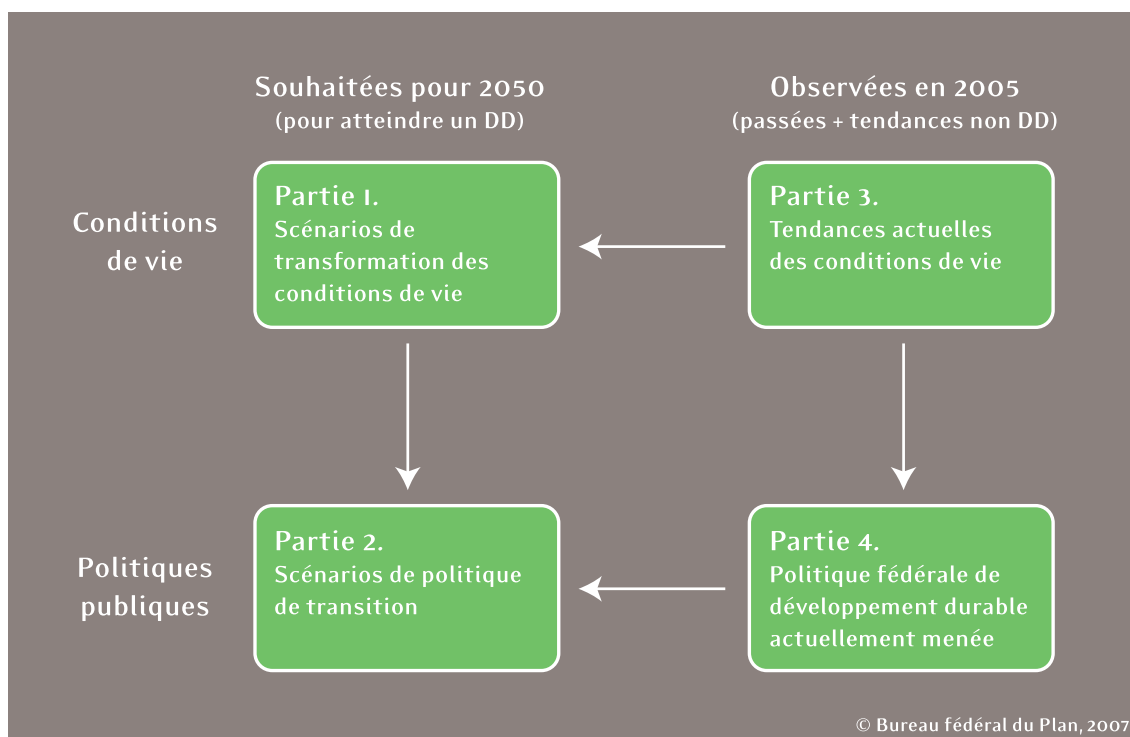 Souhaitées pour 2050
(pour atteindre un DD)
Observées en 2005
(passées + tendances non DD)
Conditions
de vie
Partie 1.
Scénarios de
transformation des
conditions de vie
Partie 3.
Tendances actuelles
des conditions de vie
Politiques
publiques
Partie 2.
Scénarios de politique
de transition
Partie 4.
Politique fédérale de
développement durable
actuellement menée
© Bureau fédéral du Plan, 2007